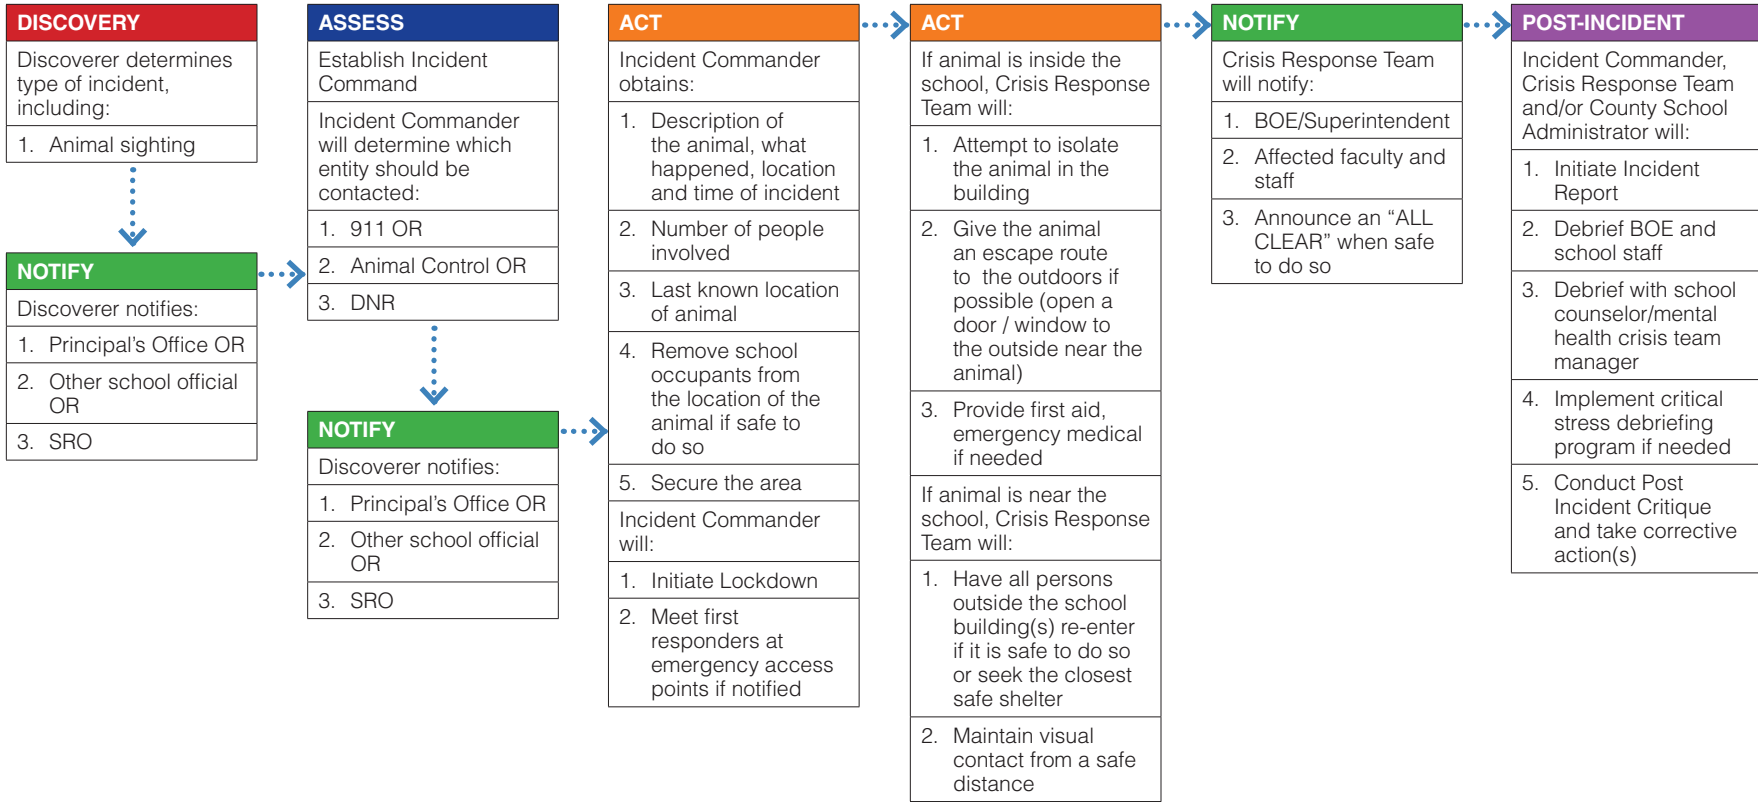 DISCOVERY
Discoverer determines
type of incident,
including:
1. Animal sighting
NOTIFY
Discoverer notifies:
1. Principal's Office OR
2. Other school official
OR
3. SRO
ASSESS
Establish Incident
Command
Incident Commander
will determine which
entity should be
contacted:
1. 911 OR
2. Animal Control OR
3. DNR
NOTIFY
Discoverer notifies:
1. Principal's Office OR
2. Other school official
OR
3. SRO
ACT
Incident Commander
obtains:
1. Description of
the animal, what
happened, location
and time of incident
2. Number of people
involved
3. Last known location
of animal
4. Remove school
occupants from
the location of the
animal if safe to
do so
5. Secure the area
Incident Commander
will:
1. Initiate Lockdown
2. Meet first
responders at
emergency access
points if notified
ACT
If animal is inside the
school, Crisis Response
Team will:
1. Attempt to isolate
the animal in the
building
2. Give the animal
an escape route
to the outdoors if
possible (open a
door / window to
the outside near the
animal)
3. Provide first aid,
emergency medical
if needed
If animal is near the
school, Crisis Response
Team will:
1. Have all persons
outside the school
building(s) re-enter
if it is safe to do so
or seek the closest
safe shelter
2. Maintain visual
contact from a safe
distance
NOTIFY
Crisis Response Team
will notify:
1. BOE/Superintendent
2. Affected faculty and
staff
3. Announce an “ALL
CLEAR” when safe
to do so
POST-INCIDENT
Incident Commander,
Crisis Response Team
and/or County School
Administrator will:
1. Initiate Incident
Report
2. Debrief BOE and
school staff
3. Debrief with school
counselor/mental
health crisis team
manager
4. Implement critical
stress debriefing
program if needed
5. Conduct Post
Incident Critique
and take corrective
action(s)